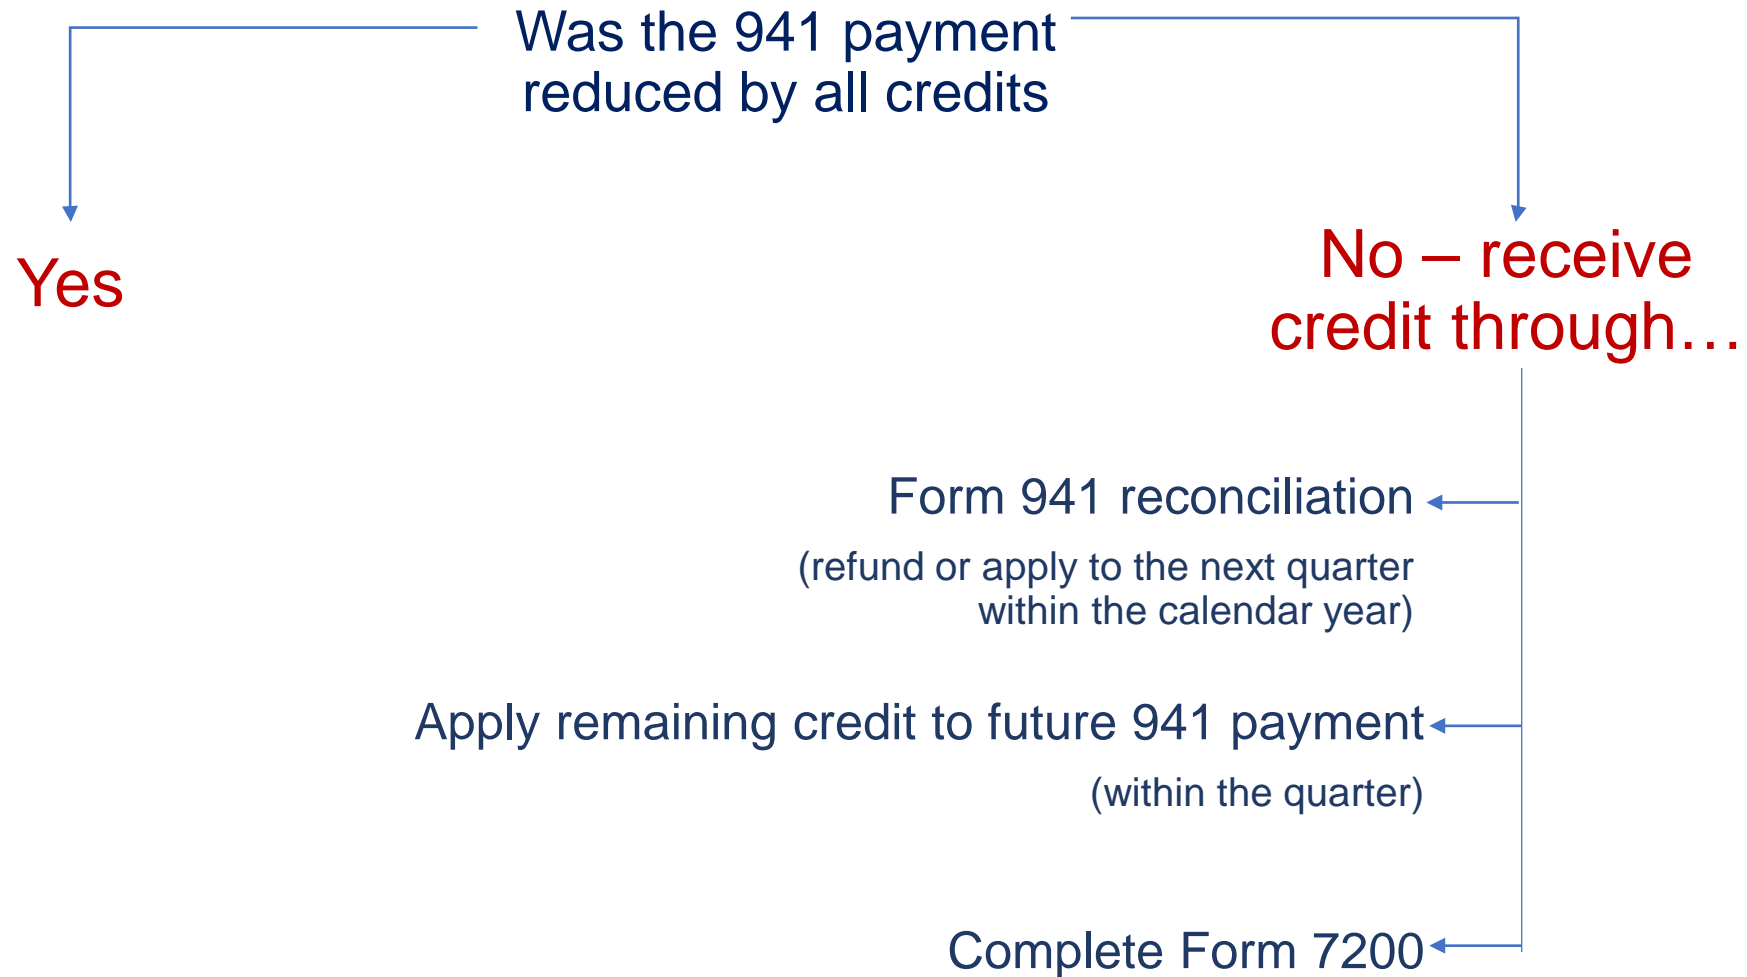 Was the 941 payment
reduced by all credits
Yes
No – receive
credit through…
Form 941 reconciliation
(refund or apply to the next quarter
within the calendar year)
Apply remaining credit to future 941 payment
(within the quarter)
Complete Form 7200